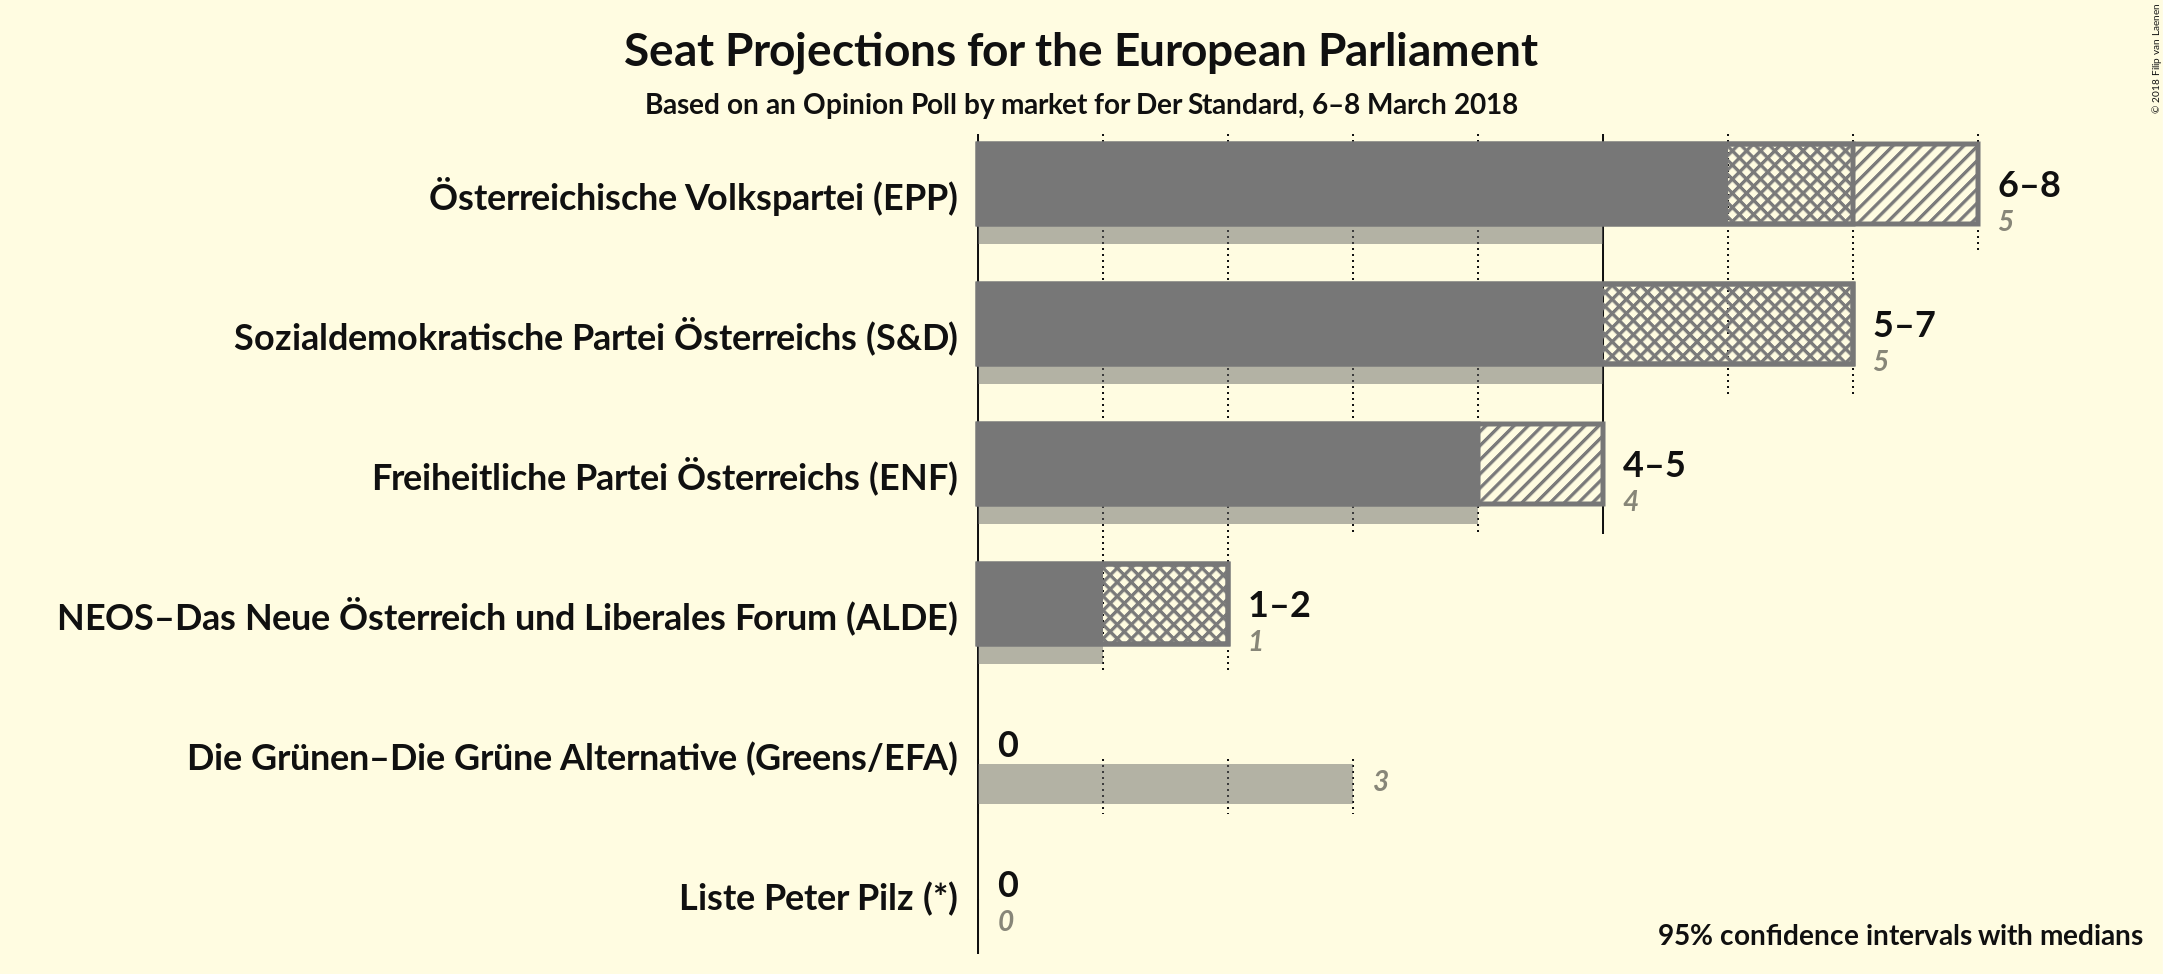 Seat Projections for the European Parliament
Based on an Opinion Poll by market for Der Standard, 6–8 March 2018
© 2018 Filip van Laenen
Österreichische Volkspartei (EPP)
6–8
5
Sozialdemokratische Partei Österreichs (S&D)
5–7
5
Freiheitliche Partei Österreichs (ENF)
4–5
4
NEOS–Das Neue Österreich und Liberales Forum (ALDE)
1–2
1
Die Grünen–Die Grüne Alternative (Greens/EFA)
0
3
Liste Peter Pilz (*)
0
0
95% confidence intervals with medians